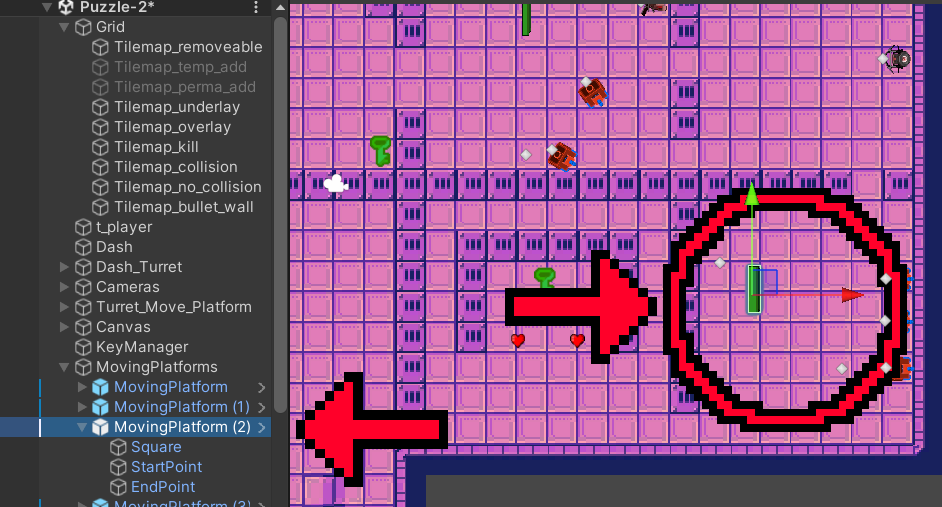 Puzzle-2*
Grid
Tilemap_removeable
Tilemap_temp_add
Tilemap_perma_add
Tilemap_underlay
Tilemap_overlay
Tilemap_kill
Tilemap_collision
Tilemap_no_collision
Tilemap_bullet_wall
t_player
Dash
Dash_Turret
Cameras
Turret_Move_Platform
Canvas
KeyManager
MovingPlatforms
MovingPlatform
MovingPlatform (1)
MovingPlatform (2)
Square
StartPoint
EndPoint
MovingPlatform (3)